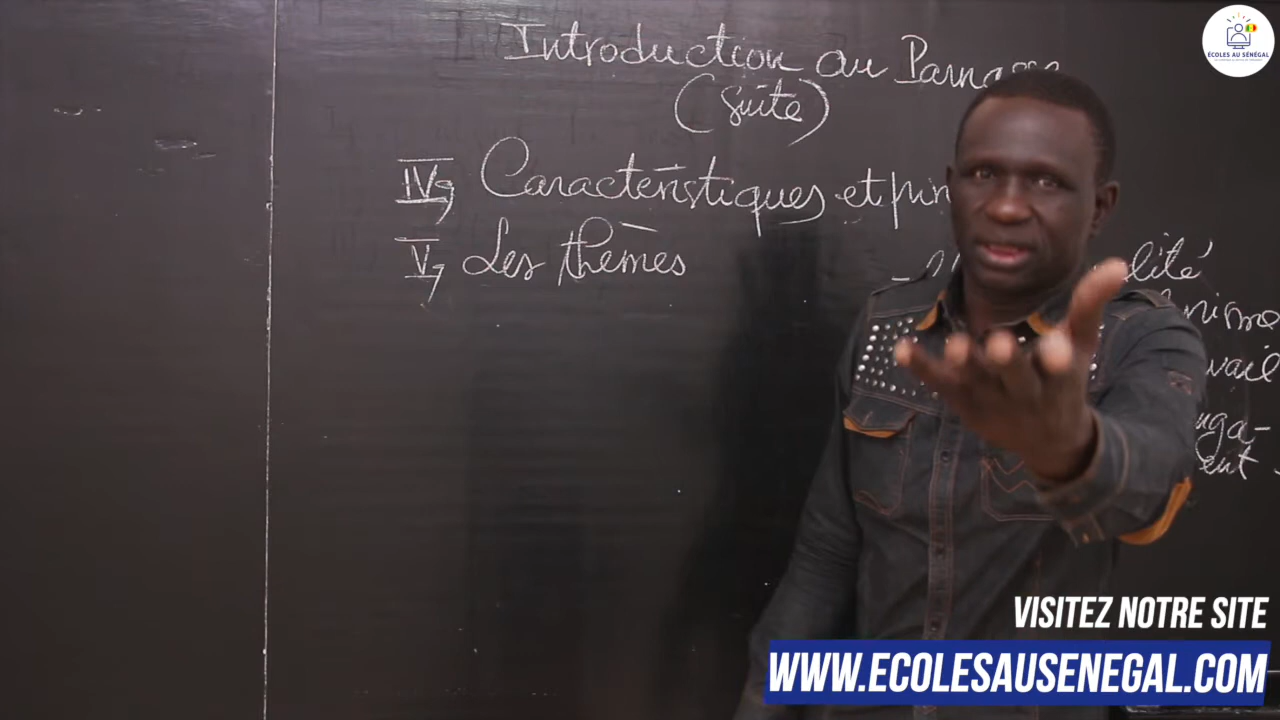 Introduction au Parnasse
(suite)
IV, Caractéristiques et prin
V, Les thèmes
lité
nisme
vail
uga-
ent
ÉCOLES AU SÉNÉGAL
VISITEZ NOTRE SITE
WWW.ECOLESAUSENEGAL.COM